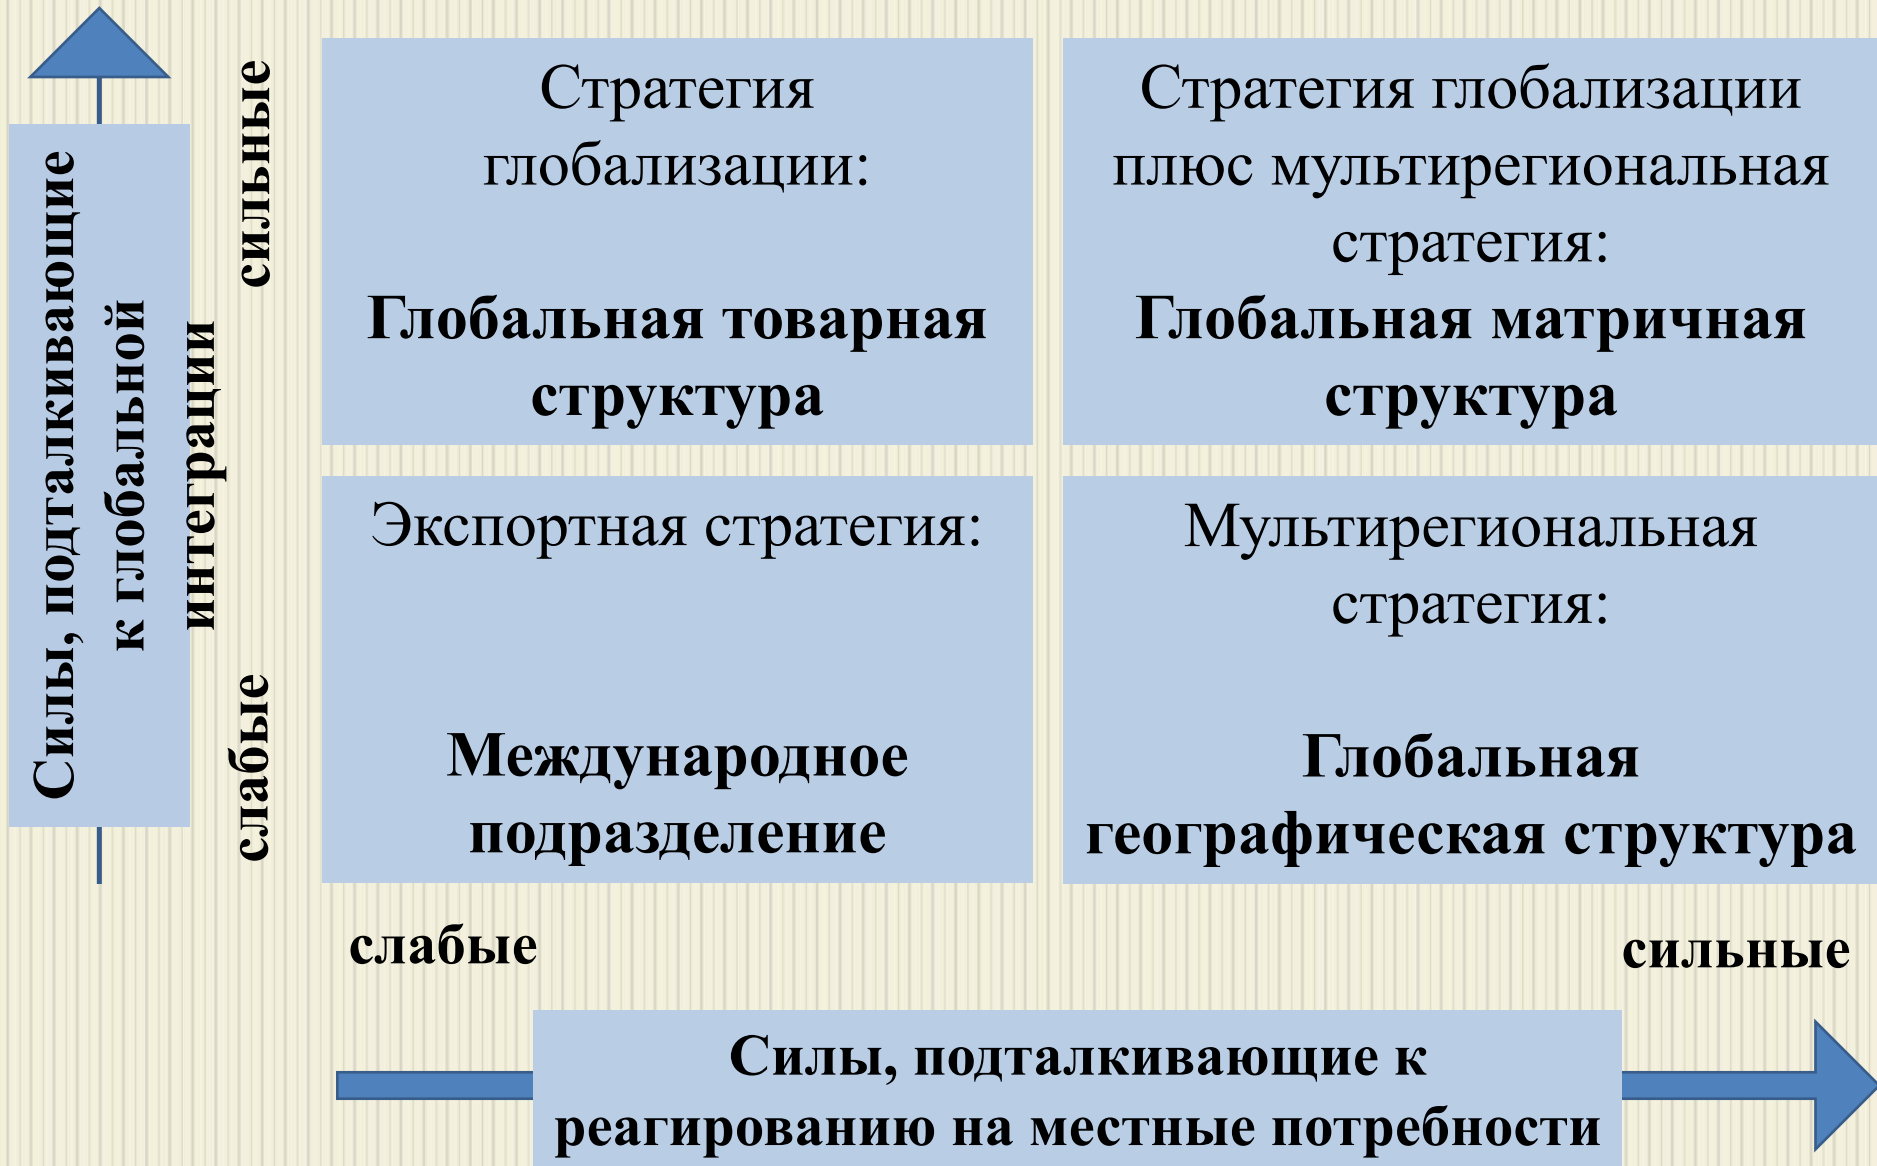 Силы, подталкивающие
к глобальной
интеграции
сильные
слабые
Стратегия
глобализации:
Глобальная товарная
структура
Стратегия глобализации
плюс мультирегиональная
стратегия:
Глобальная матричная
структура
Экспортная стратегия:
Международное
подразделение
Мультирегиональная
стратегия:
Глобальная
географическая структура
слабые
сильные
Силы, подталкивающие к
реагированию на местные потребности